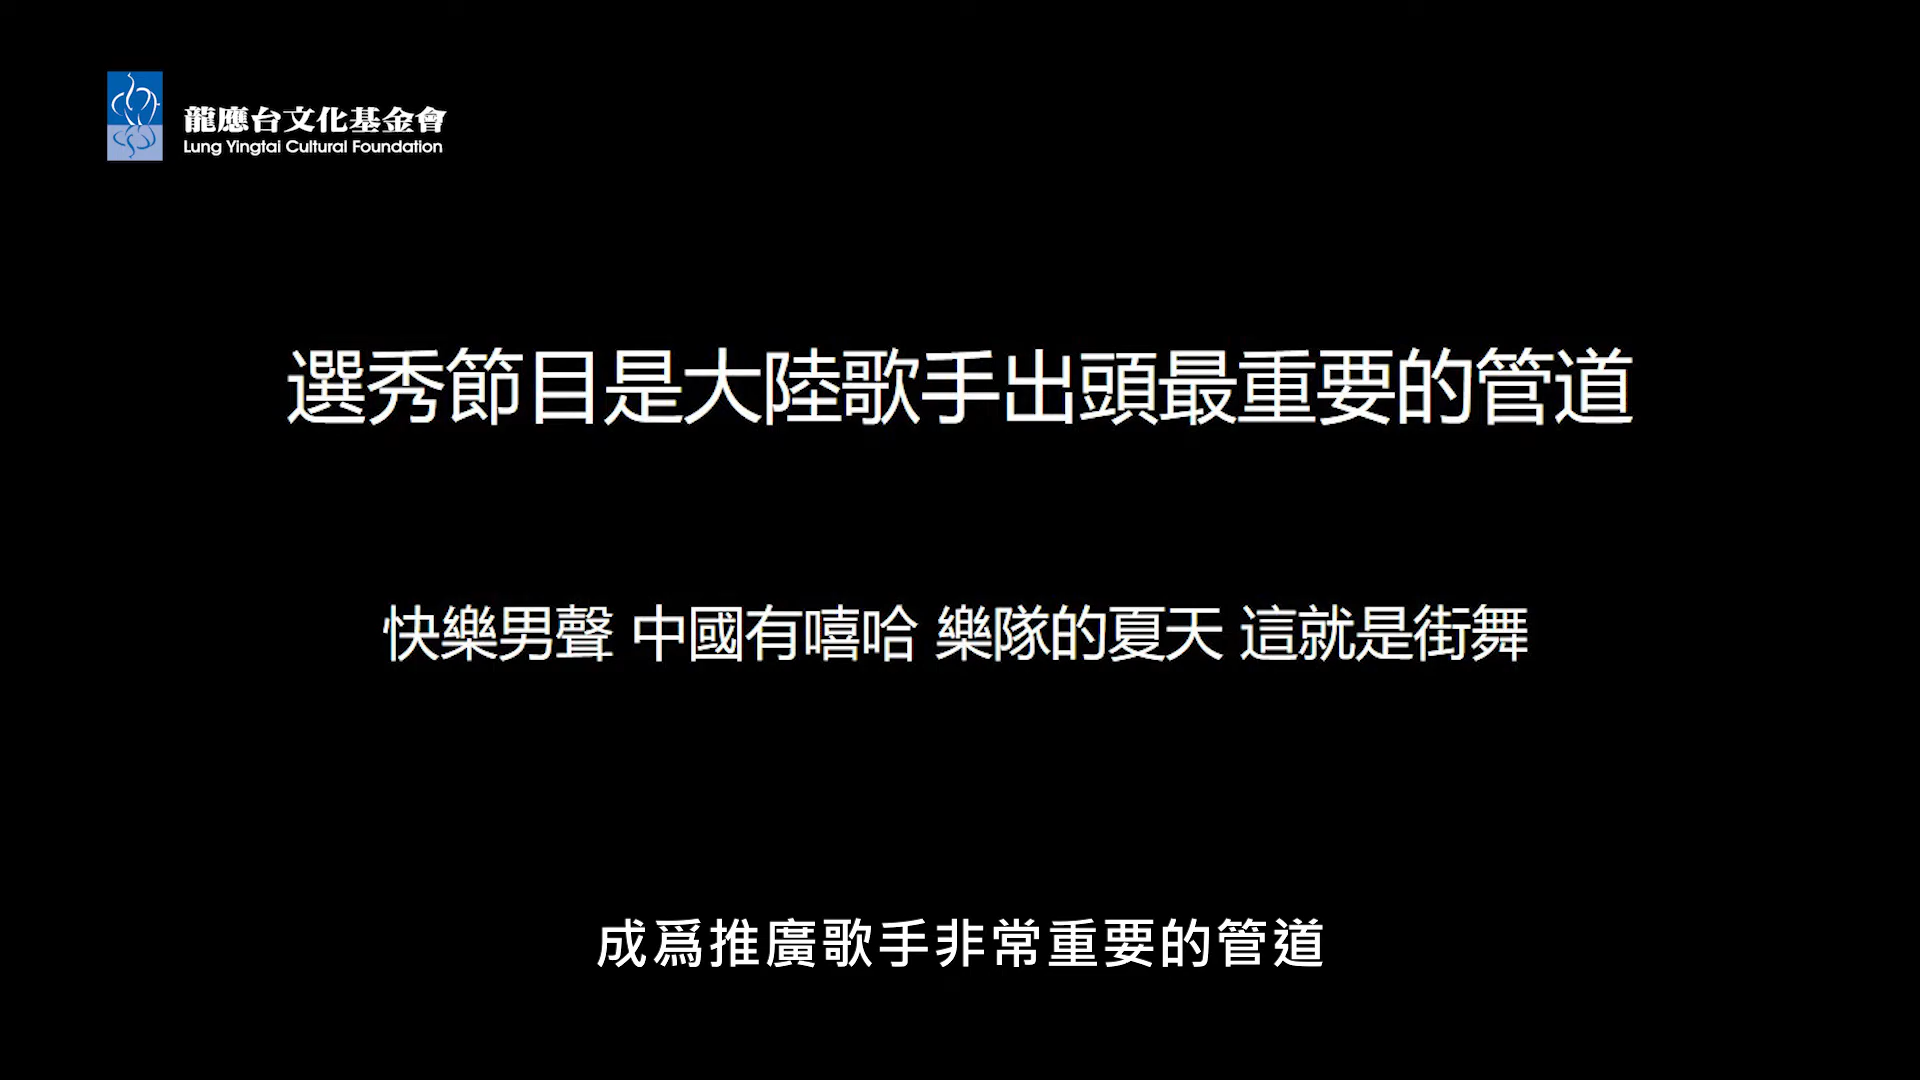 龍應台文化基金會
Lung Yingtai Cultural Foundation
選秀節目是大陸歌手出頭最重要的管道
快樂男聲 中國有嘻哈 樂隊的夏天 這就是街舞
成爲推廣歌手非常重要的管道